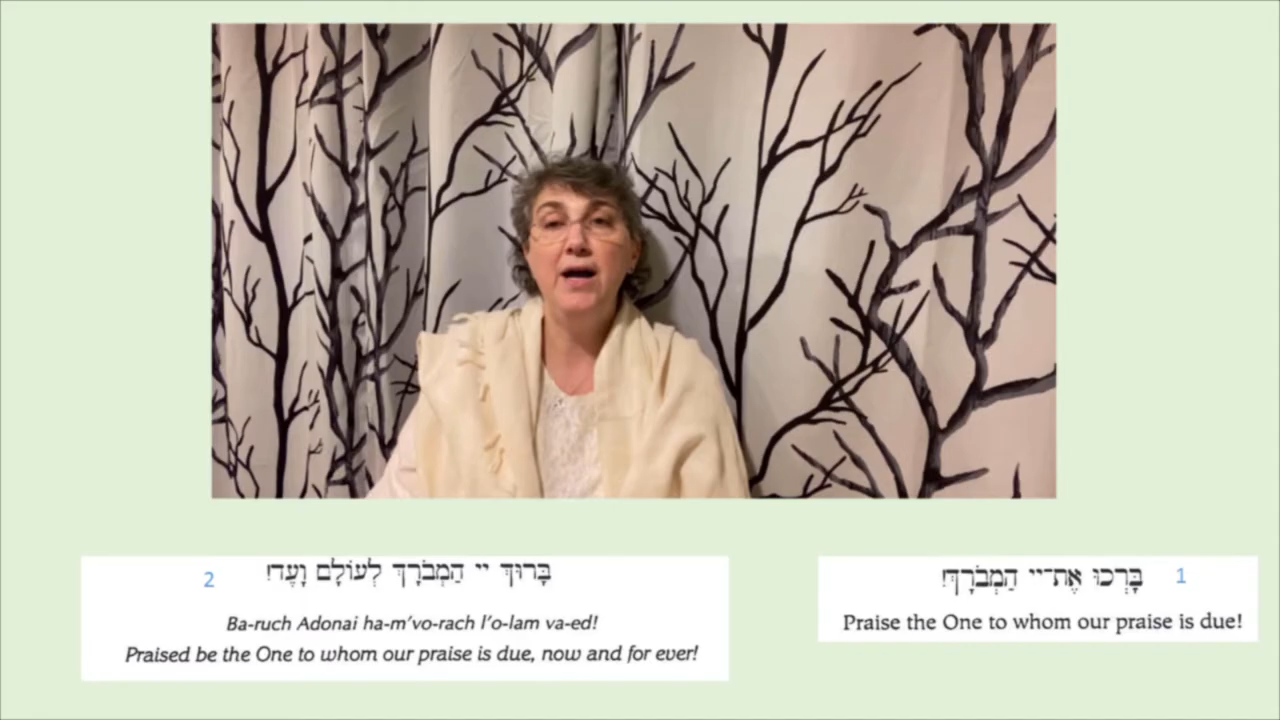 בָּרְכוּ אֶת־יי הַמְבֹרָךְ! 1
Praise the One to whom our praise is due!
2 בָּרוּךְ יי הַמְבֹרָךְ לְעוֹלָם וָעֶד!
Ba-ruch Adonai ha-m'vo-rach l'o-lam va-ed!
Praised be the One to whom our praise is due, now and for ever!